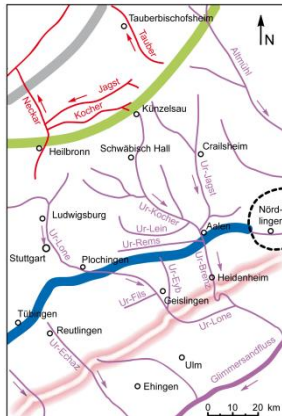 Tauberbischofsheim
N
Tauber
Altmühl
Jagst
Neckar
Kocher
Künzelsau
Heilbronn
Schwäbisch Hall
Crailsheim
Ur-Jagst
Ur-Kocher
Nörd-
lingen
Ludwigsburg
Ur-Lein
Aalen
Ur-Rems
Ur-Lone
Stuttgart
Plochingen
Ur-Eyb
Ur-Brenz
Heidenheim
Ur-Fils
Geislingen
Tübingen
Reutlingen
Ur-Lone
Ur-Echaz
Ulm
Glimmersandfluss
Ehingen
0 10 20 km